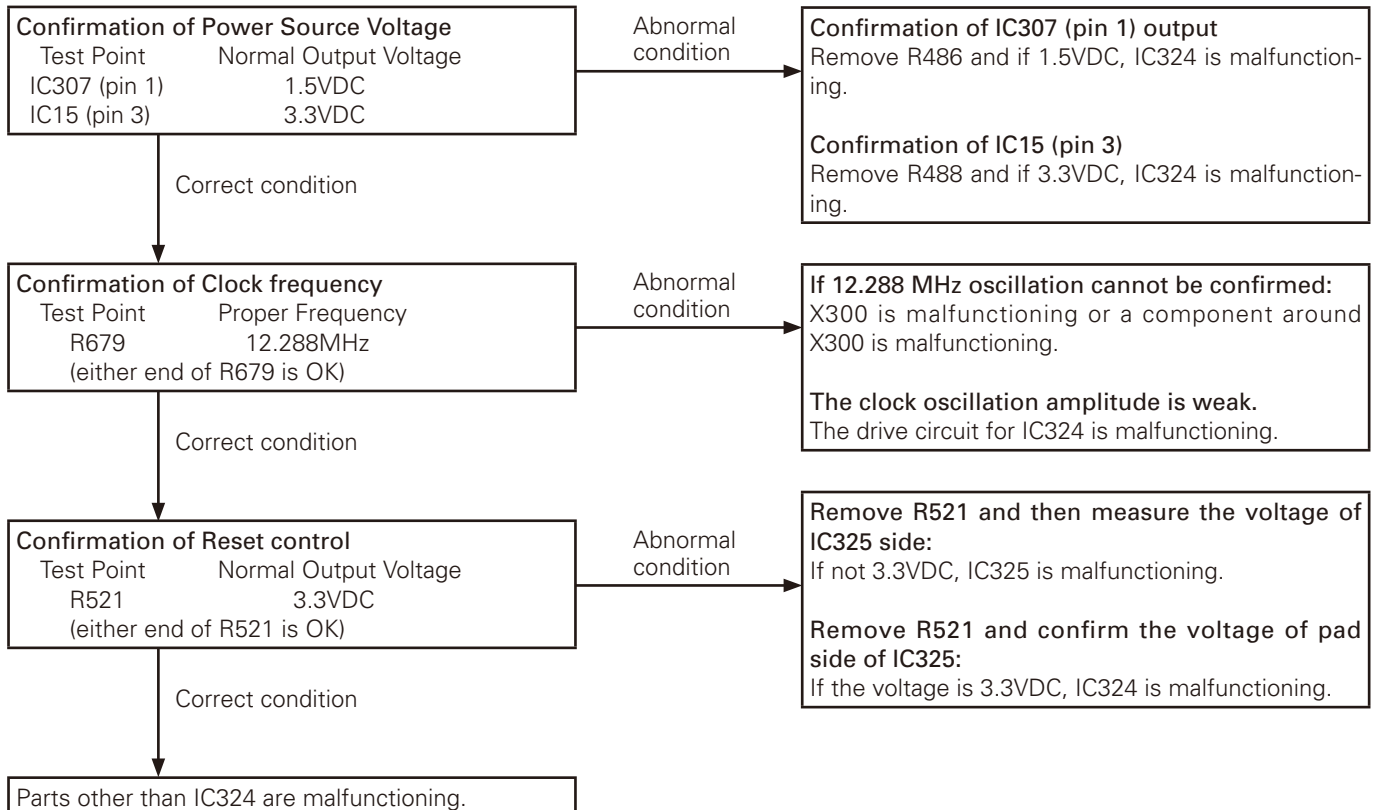 Confirmation of Power Source Voltage
Test Point Normal Output Voltage
IC307 (pin 1) 1.5VDC
IC15 (pin 3) 3.3VDC
Abnormal
condition
Confirmation of IC307 (pin 1) output
Remove R486 and if 1.5VDC, IC324 is malfunction-
ing.
Confirmation of IC15 (pin 3)
Remove R488 and if 3.3VDC, IC324 is malfunction-
ing.
Correct condition
Confirmation of Clock frequency
Test Point Proper Frequency
R679 12.288MHz
(either end of R679 is OK)
Abnormal
condition
If 12.288 MHz oscillation cannot be confirmed:
X300 is malfunctioning or a component around
X300 is malfunctioning.
The clock oscillation amplitude is weak.
The drive circuit for IC324 is malfunctioning.
Correct condition
Confirmation of Reset control
Test Point Normal Output Voltage
R521 3.3VDC
(either end of R521 is OK)
Abnormal
condition
Remove R521 and then measure the voltage of
IC325 side:
If not 3.3VDC, IC325 is malfunctioning.
Remove R521 and confirm the voltage of pad
side of IC325:
If the voltage is 3.3VDC, IC324 is malfunctioning.
Correct condition
Parts other than IC324 are malfunctioning.